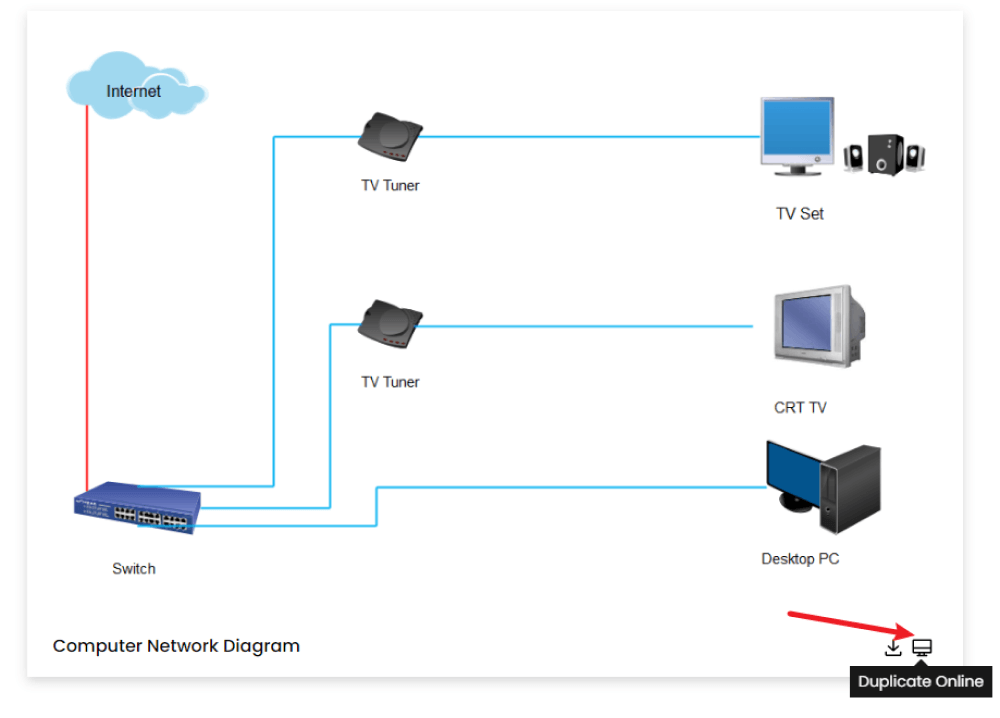 Internet
TV Tuner
TV Set
TV Tuner
CRT TV
Desktop PC
Switch
Computer Network Diagram
Duplicate Online